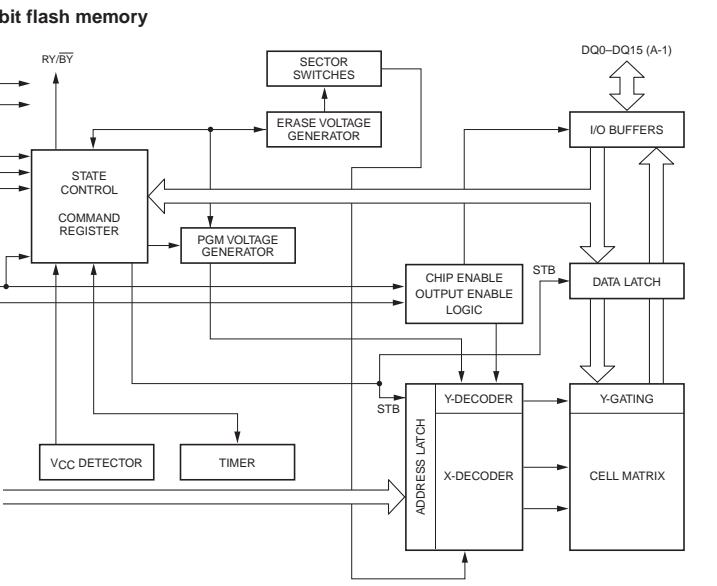 bit flash memory
RY/BY
SECTOR
SWITCHES
DQ0–DQ15 (A-1)
ERASE VOLTAGE
GENERATOR
I/O BUFFERS
STATE
CONTROL
COMMAND
REGISTER
PGM VOLTAGE
GENERATOR
CHIP ENABLE
OUTPUT ENABLE
LOGIC
STB
DATA LATCH
STB
Y-DECODER
Y-GATING
ADDRESS LATCH
VCC DETECTOR
TIMER
X-DECODER
CELL MATRIX